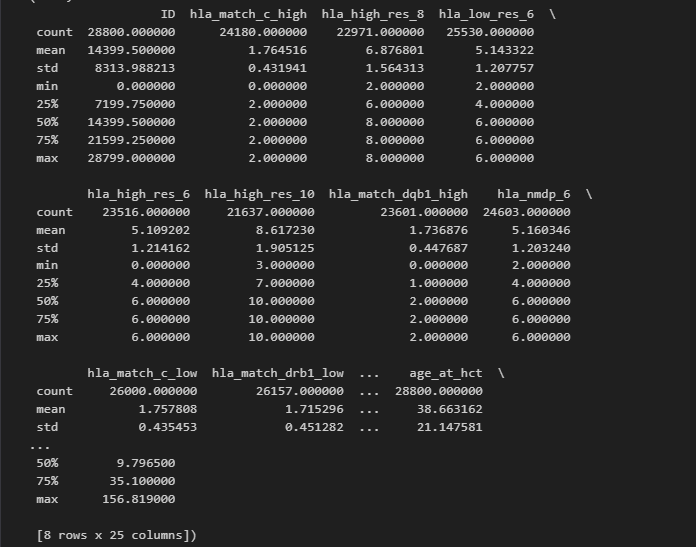 ID hla_match_c_high hla_high_res_8 hla_low_res_6 \
count 28800.000000 24180.000000 22971.000000 25530.000000
mean 14399.500000 1.764516 6.876801 5.143322
std 8313.988213 0.431941 1.564313 1.207757
min 0.000000 0.000000 2.000000 2.000000
25% 7199.750000 2.000000 6.000000 4.000000
50% 14399.500000 2.000000 8.000000 6.000000
75% 21599.250000 2.000000 8.000000 6.000000
max 28799.000000 2.000000 8.000000 6.000000
hla_high_res_6 hla_high_res_10 hla_match_dqb1_high hla_nmdp_6 \
count 23516.000000 21637.000000 23601.000000 24603.000000
mean 5.109202 8.617230 1.736876 5.160346
std 1.214162 1.905125 0.447687 1.203240
min 0.000000 3.000000 0.000000 2.000000
25% 4.000000 7.000000 1.000000 4.000000
50% 6.000000 10.000000 2.000000 6.000000
75% 6.000000 10.000000 2.000000 6.000000
max 6.000000 10.000000 2.000000 6.000000
hla_match_c_low hla_match_drb1_low ... age_at_hct \
count 26000.000000 26157.000000 ... 28800.000000
mean 1.757808 1.715296 ... 38.663162
std 0.435453 0.451282 ... 21.147581
...
50% 9.796500
75% 35.100000
max 156.819000
[8 rows x 25 columns])